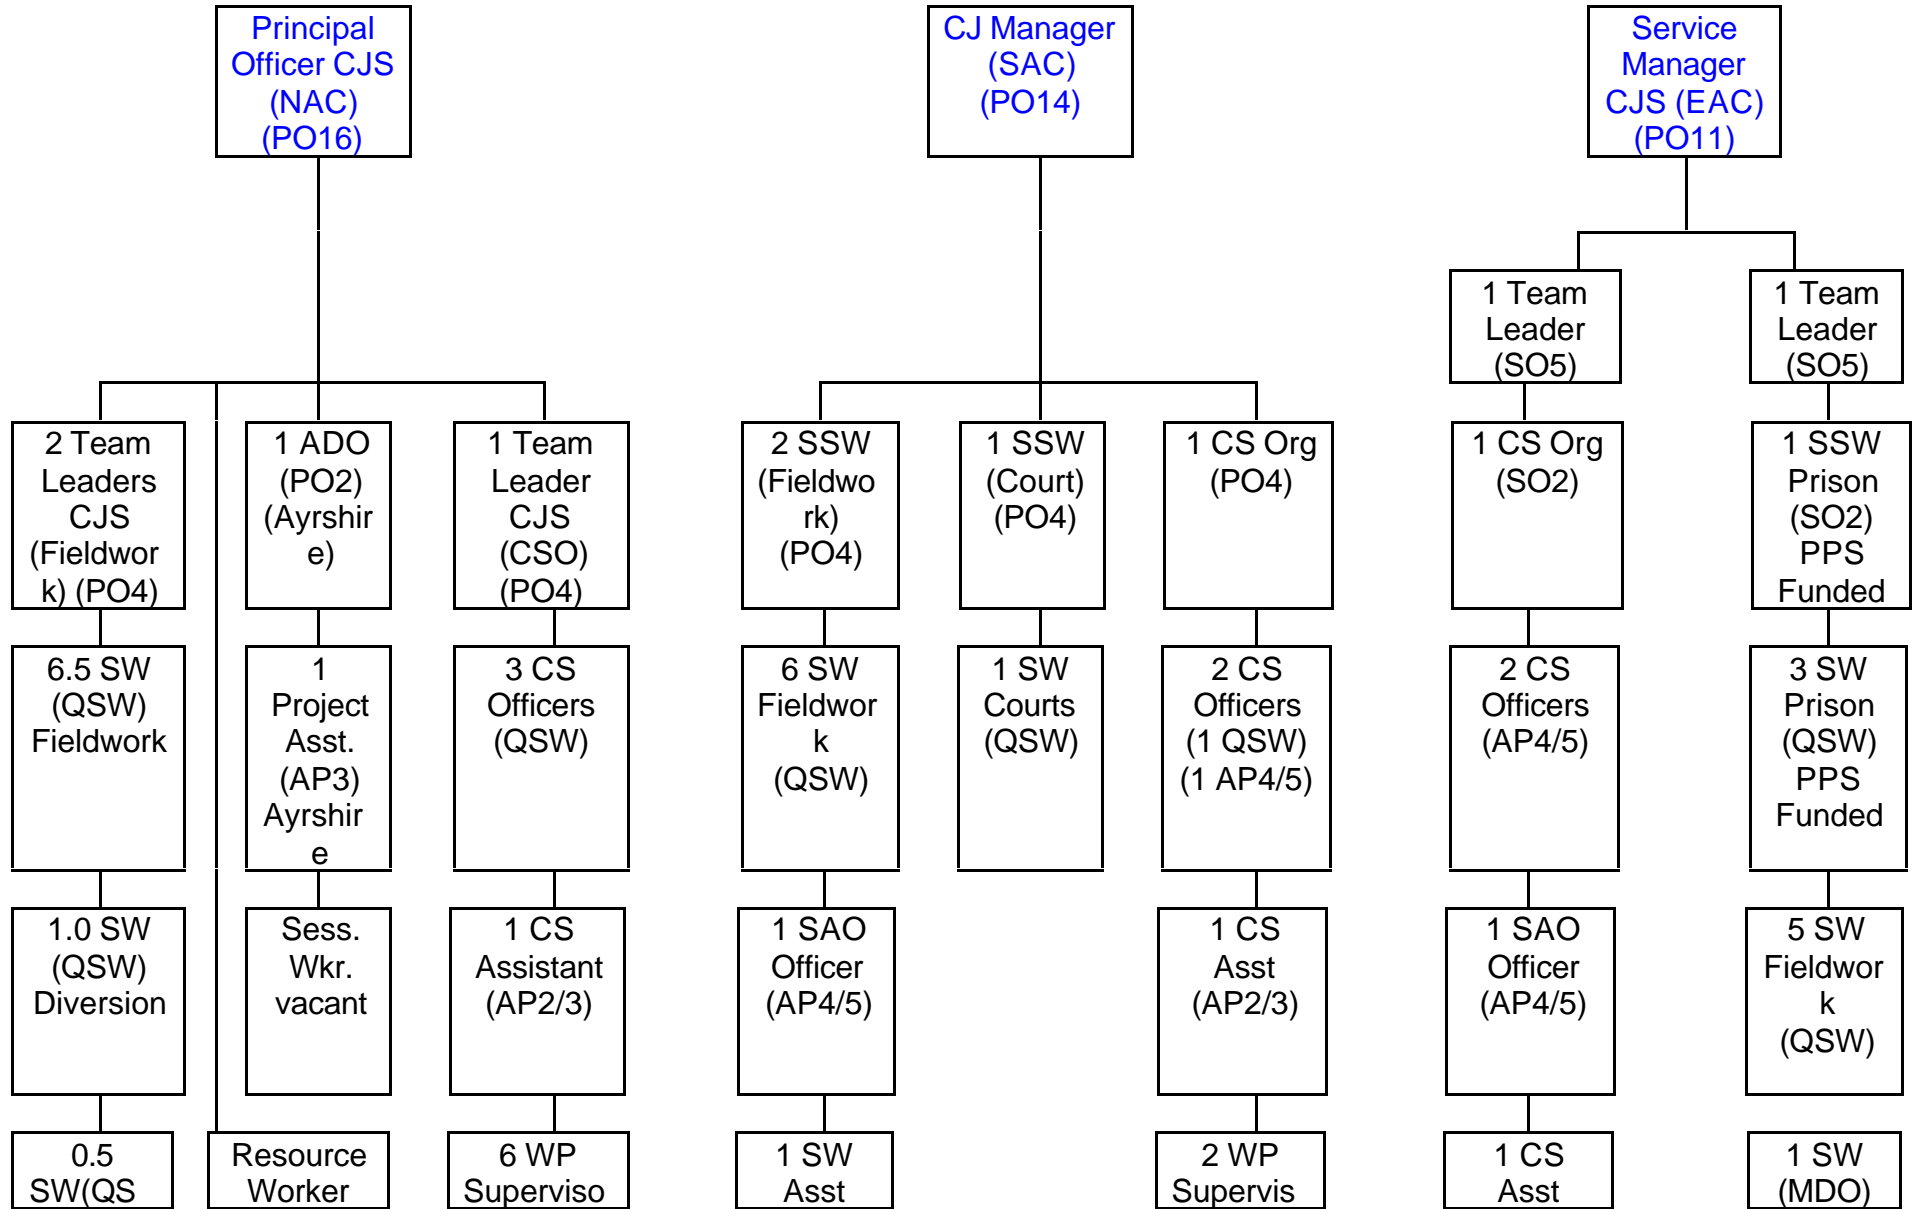 Principal
Officer CJS
(NAC)
(PO16)
CJ Manager
(SAC)
(PO14)
Service
Manager
CJS (EAC)
(PO11)
1 Team
Leader
(SO5)
1 Team
Leader
(SO5)
2 Team
Leaders
CJS
(Fieldwor
k) (PO4)
1 ADO
(PO2)
(Ayrshir
e)
1 Team
Leader
CJS
(CSO)
(PO4)
2 SSW
(Fieldwo
rk)
(PO4)
1 SSW
(Court)
(PO4)
1 CS Org
(PO4)
1 CS Org
(SO2)
1 SSW
Prison
(SO2)
PPS
Funded
6.5 SW
(QSW)
Fieldwork
1
Project
Asst.
(AP3)
Ayrshir
e
3 CS
Officers
(QSW)
6 SW
Fieldwor
k
(QSW)
1 SW
Courts
(QSW)
2 CS
Officers
(1 QSW)
(1 AP4/5)
2 CS
Officers
(AP4/5)
3 SW
Prison
(QSW)
PPS
Funded
1.0 SW
(QSW)
Diversion
Sess.
Wkr.
vacant
1 CS
Assistant
(AP2/3)
1 SAO
Officer
(AP4/5)
1 CS
Asst
(AP2/3)
1 SAO
Officer
(AP4/5)
5 SW
Fieldwor
k
(QSW)
0.5
SW(QS
Resource
Worker
6 WP
Superviso
1 SW
Asst
2 WP
Supervis
1 CS
Asst
1 SW
(MDO)